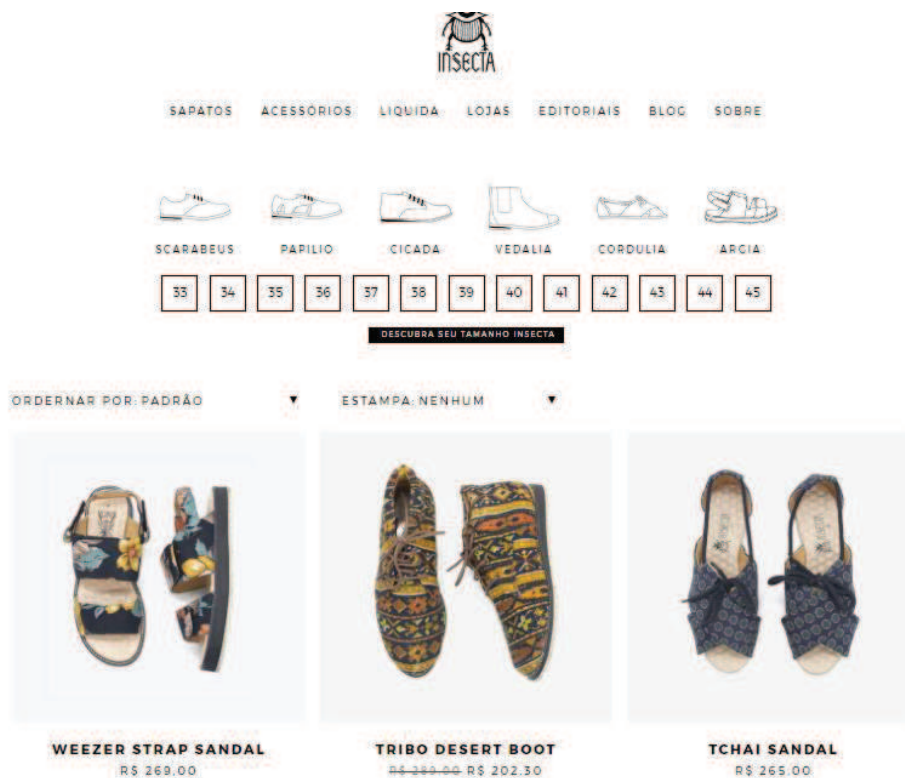 INSECTA
SAPATOS ACESSÓRIOS LIQUIDA LOJAS EDITORIAIS BLOG SOBRE
SCARABEUS PAPILIO CICADA VEDALIA CORDULIA ARGIA
33 34 35 36 37 38 39 40 41 42 43 44 45
DESCUBRA SEU TAMANHO INSECTA
ORDERNAR POR: PADRÃO ▼ ESTAMPA: NENHUM ▼
WEEZER STRAP SANDAL TRIBO DESERT BOOT TCHAI SANDAL
R$ 269.00 R$ 289.00 R$ 202.30 R$ 265.00